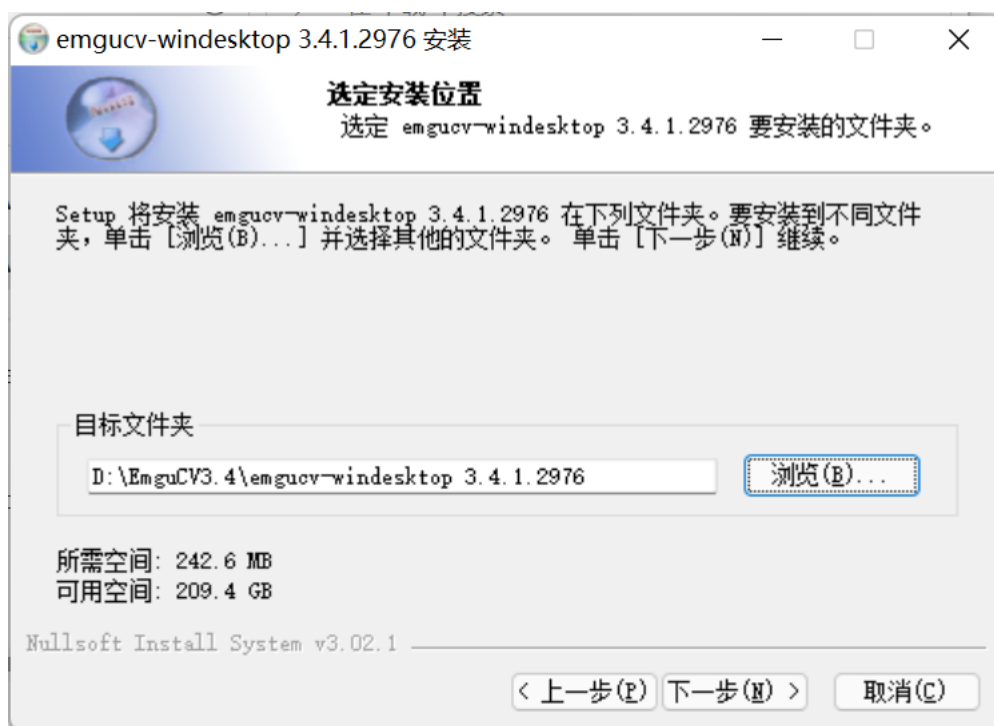 emgucv-windesktop 3.4.1.2976 安装
选定安装位置
选定 emgucv-windesktop 3.4.1.2976 要安装的文件夹。
Setup 将安装 emgucv-windesktop 3.4.1.2976 在下列文件夹。要安装到不同文件
夹，单击 [浏览(B)...] 并选择其他的文件夹。 单击 [下一步(N)] 继续。
目标文件夹
D:\EmguCV3.4\emgucv-windesktop 3.4.1.2976
浏览(B)...
所需空间: 242.6 MB
可用空间: 209.4 GB
Nullsoft Install System v3.02.1
< 上一步(P) 下一步(N) > 取消(C)